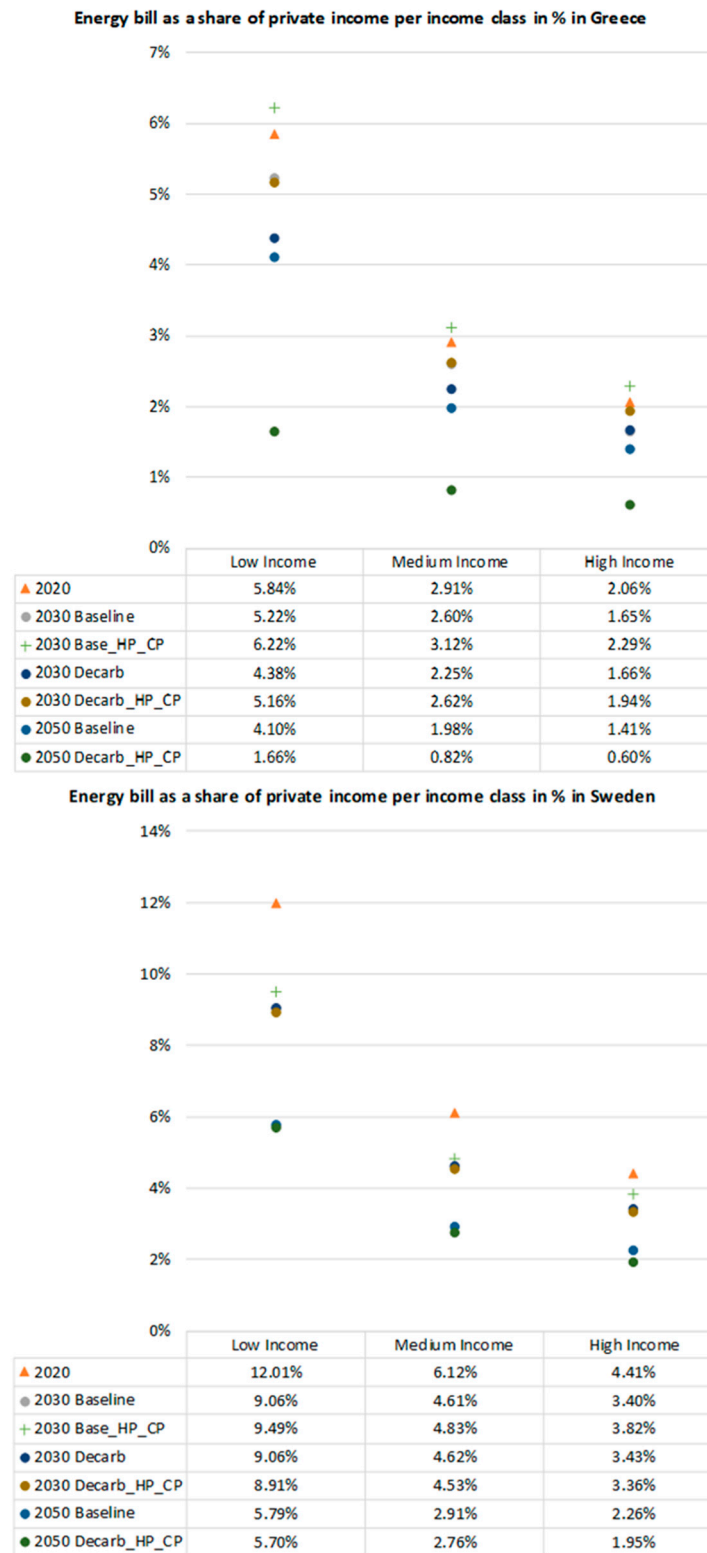 Energy bill as a share of private income per income class in % in Greece
7%
6%
5%
4%
3%
2%
1%
0%
Low Income Medium Income High Income
2020 5.84% 2.91% 2.06%
2030 Baseline 5.22% 2.60% 1.65%
2030 Base_HP_CP 6.22% 3.12% 2.29%
2030 Decarb 4.38% 2.25% 1.66%
2030 Decarb_HP_CP 5.16% 2.62% 1.94%
2050 Baseline 4.10% 1.98% 1.41%
2050 Decarb_HP_CP 1.66% 0.82% 0.60%
Energy bill as a share of private income per income class in % in Sweden
14%
12%
10%
8%
6%
4%
2%
0%
Low Income Medium Income High Income
2020 12.01% 6.12% 4.41%
2030 Baseline 9.06% 4.61% 3.40%
2030 Base_HP_CP 9.49% 4.83% 3.82%
2030 Decarb 9.06% 4.62% 3.43%
2030 Decarb_HP_CP 8.91% 4.53% 3.36%
2050 Baseline 5.79% 2.91% 2.26%
2050 Decarb_HP_CP 5.70% 2.76% 1.95%